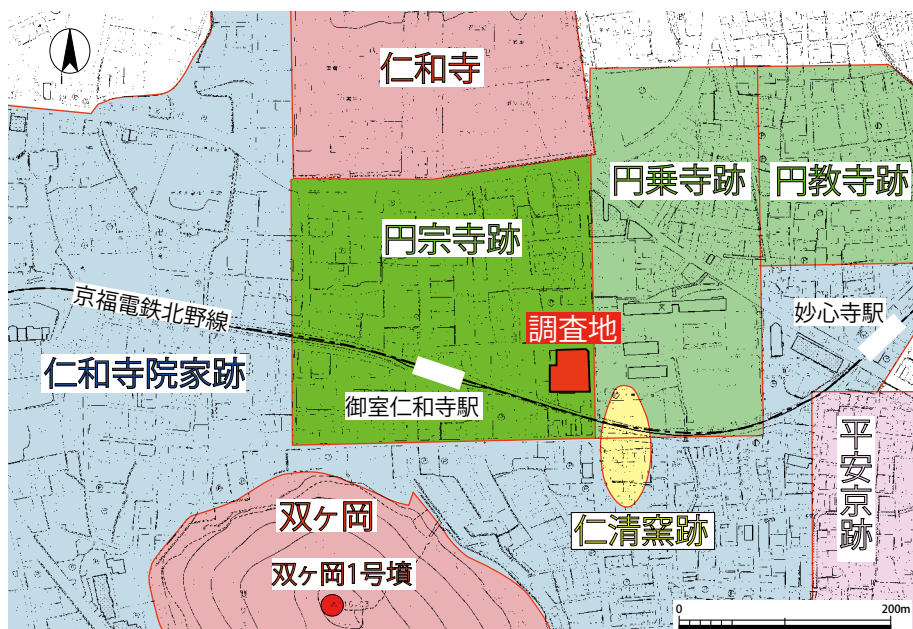 仁和寺
円乗寺跡
円教寺跡
円宗寺跡
京福電鉄北野線
調査地
妙心寺駅
仁和寺院家跡
御室仁和寺駅
平安京跡
双ヶ岡
仁清窯跡
双ヶ岡1号墳
0
200m